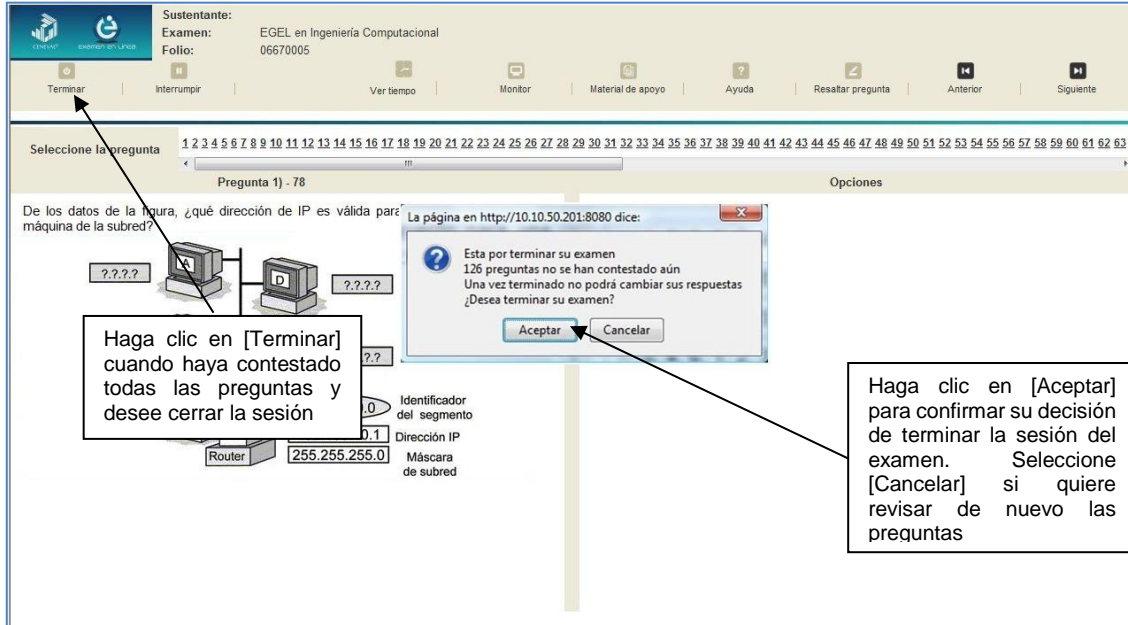 Sustentante:
Examen: EGEL en Ingeniería Computacional
Folio: 06670005
CENEVAL
examen en Línea
Terminar Interrumpir Ver tiempo Monitor Material de apoyo Ayuda Resaltar pregunta Anterior Siguiente
Seleccione la pregunta 1 2 3 4 5 6 7 8 9 10 11 12 13 14 15 16 17 18 19 20 21 22 23 24 25 26 27 28 29 30 31 32 33 34 35 36 37 38 39 40 41 42 43 44 45 46 47 48 49 50 51 52 53 54 55 56 57 58 59 60 61 62 63
Pregunta 1) - 78 Opciones
De los datos de la figura, ¿qué dirección de IP es válida para
máquina de la subred?
A
?.?.?.?
D
?.?.?.?
?.?
.0 Identificador
del segmento
.1 Dirección IP
Router 255.255.255.0 Máscara
de subred
La página en http://10.10.50.201:8080 dice:
Esta por terminar su examen
126 preguntas no se han contestado aún
Una vez terminado no podrá cambiar sus respuestas
¿Desea terminar su examen?
Aceptar Cancelar
Haga clic en [Terminar]
cuando haya contestado
todas las preguntas y
desee cerrar la sesión
Haga clic en [Aceptar]
para confirmar su decisión
de terminar la sesión del
examen. Seleccione
[Cancelar] si quiere
revisar de nuevo las
preguntas